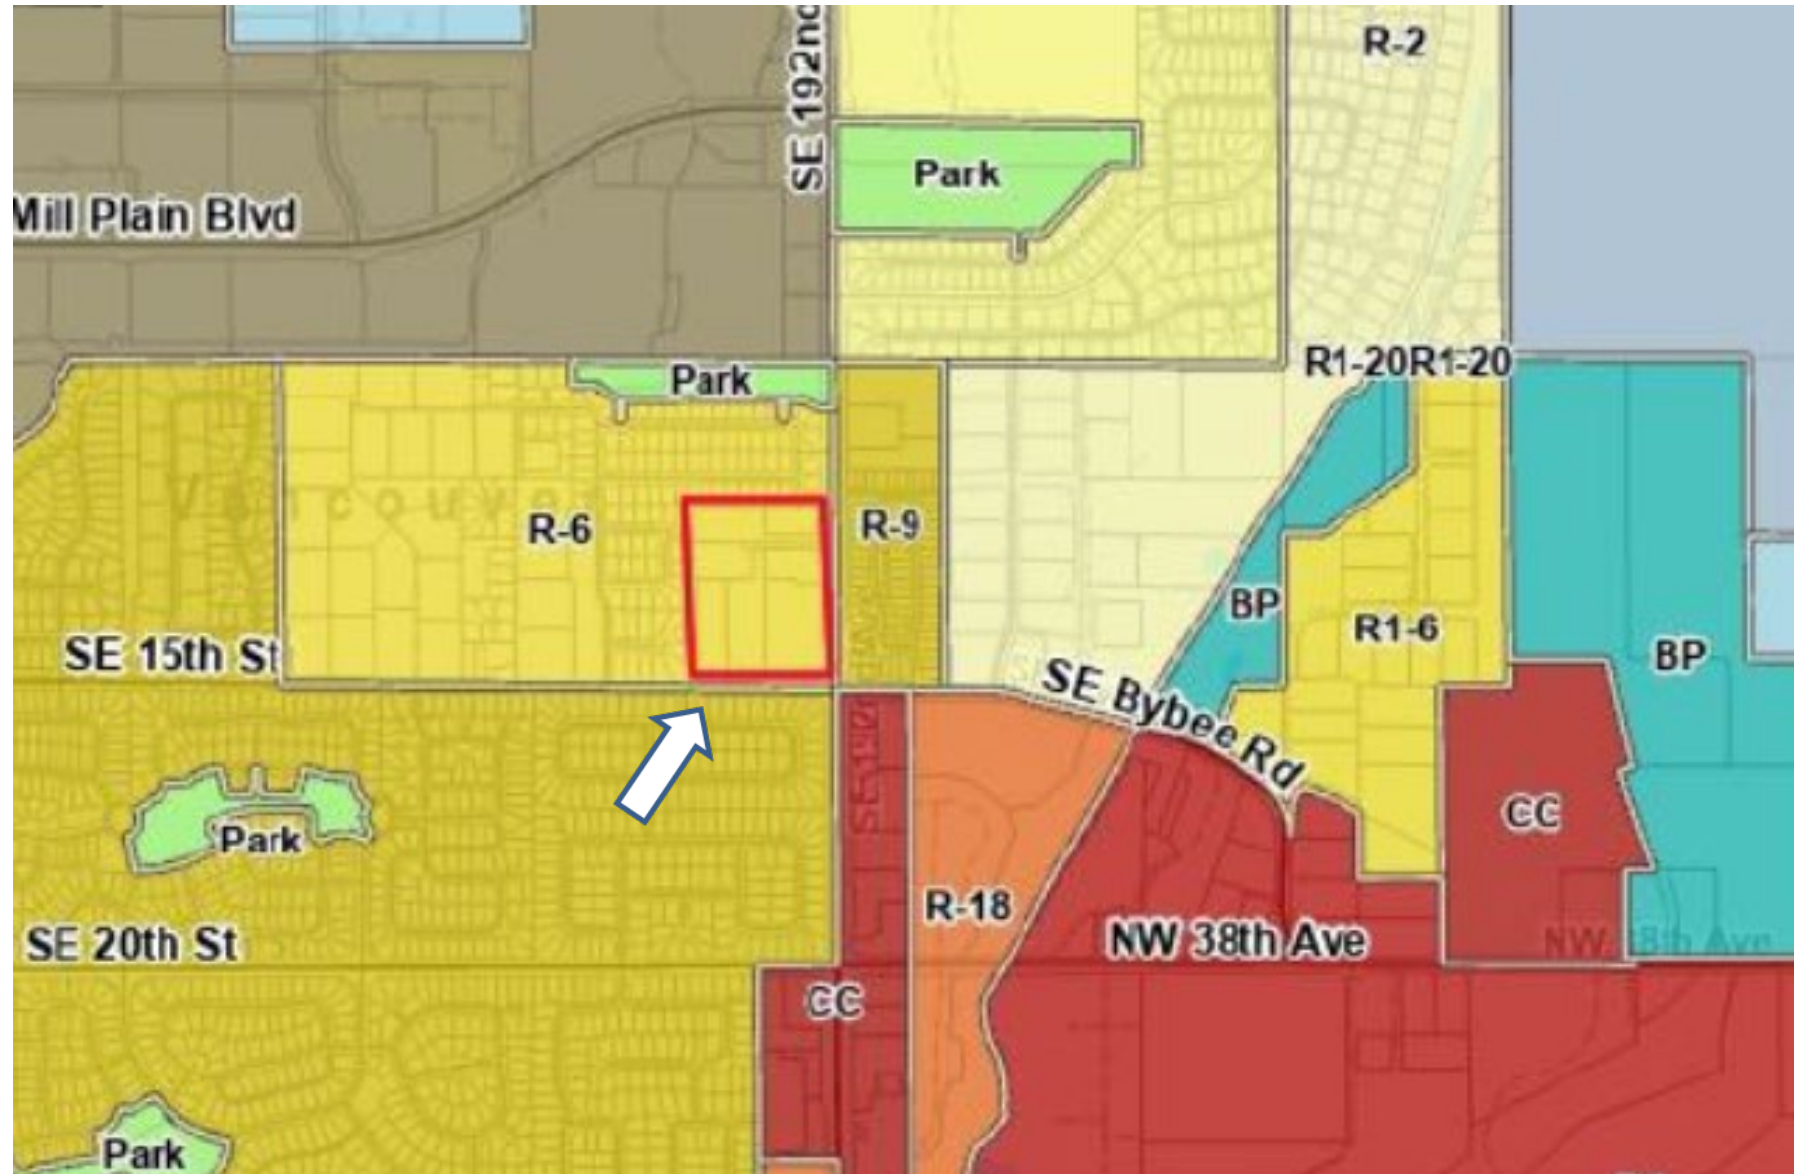 R-2
SE 192nd
Park
Mill Plain Blvd
R1-20R1-20
Park
Vancouver
R-6
R-9
BP
R1-6
SE 15th St
BP
SE Bybee Rd
CC
Park
R-18
SE 20th St
NW 38th Ave
CC
Park